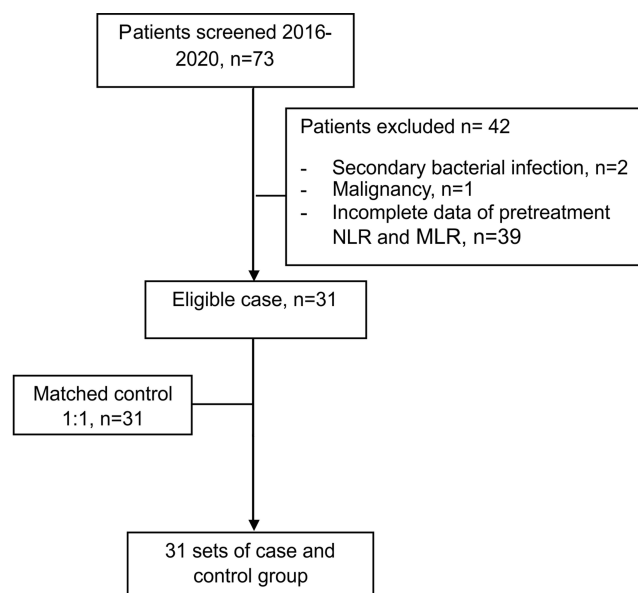 Patients screened 2016-
2020, n=73
Patients excluded n= 42
- Secondary bacterial infection, n=2
- Malignancy, n=1
- Incomplete data of pretreatment
NLR and MLR, n=39
Eligible case, n=31
Matched control
1:1, n=31
31 sets of case and
control group